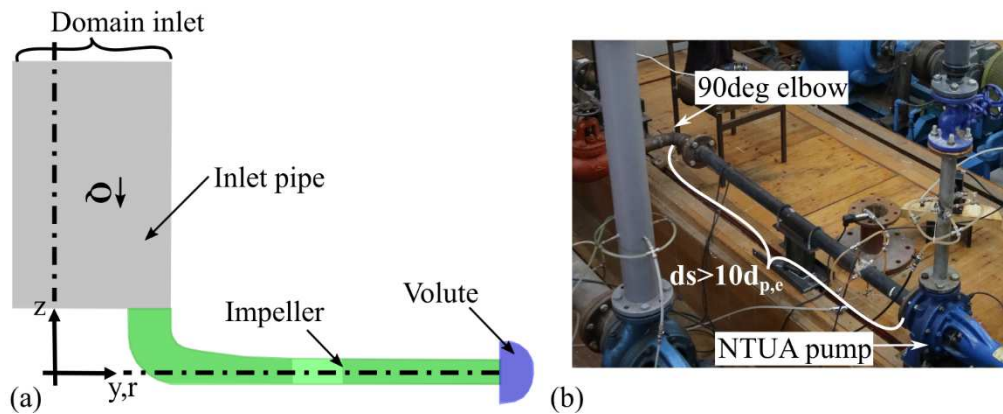 Domain inlet
Q
Inlet pipe
z
Impeller
Volute
y,r
(a)
90deg elbow
ds>10dp,e
NTUA pump
(b)